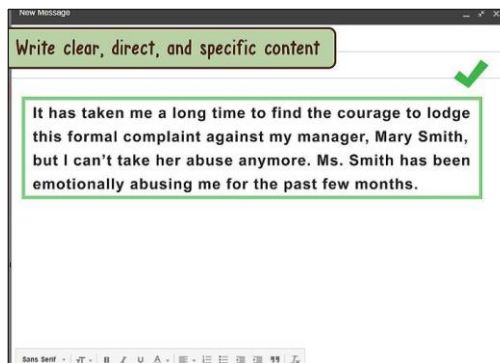 New Message
Write clear, direct, and specific content
It has taken me a long time to find the courage to lodge
this formal complaint against my manager, Mary Smith,
but I can't take her abuse anymore. Ms. Smith has been
emotionally abusing me for the past few months.
Sans Serif